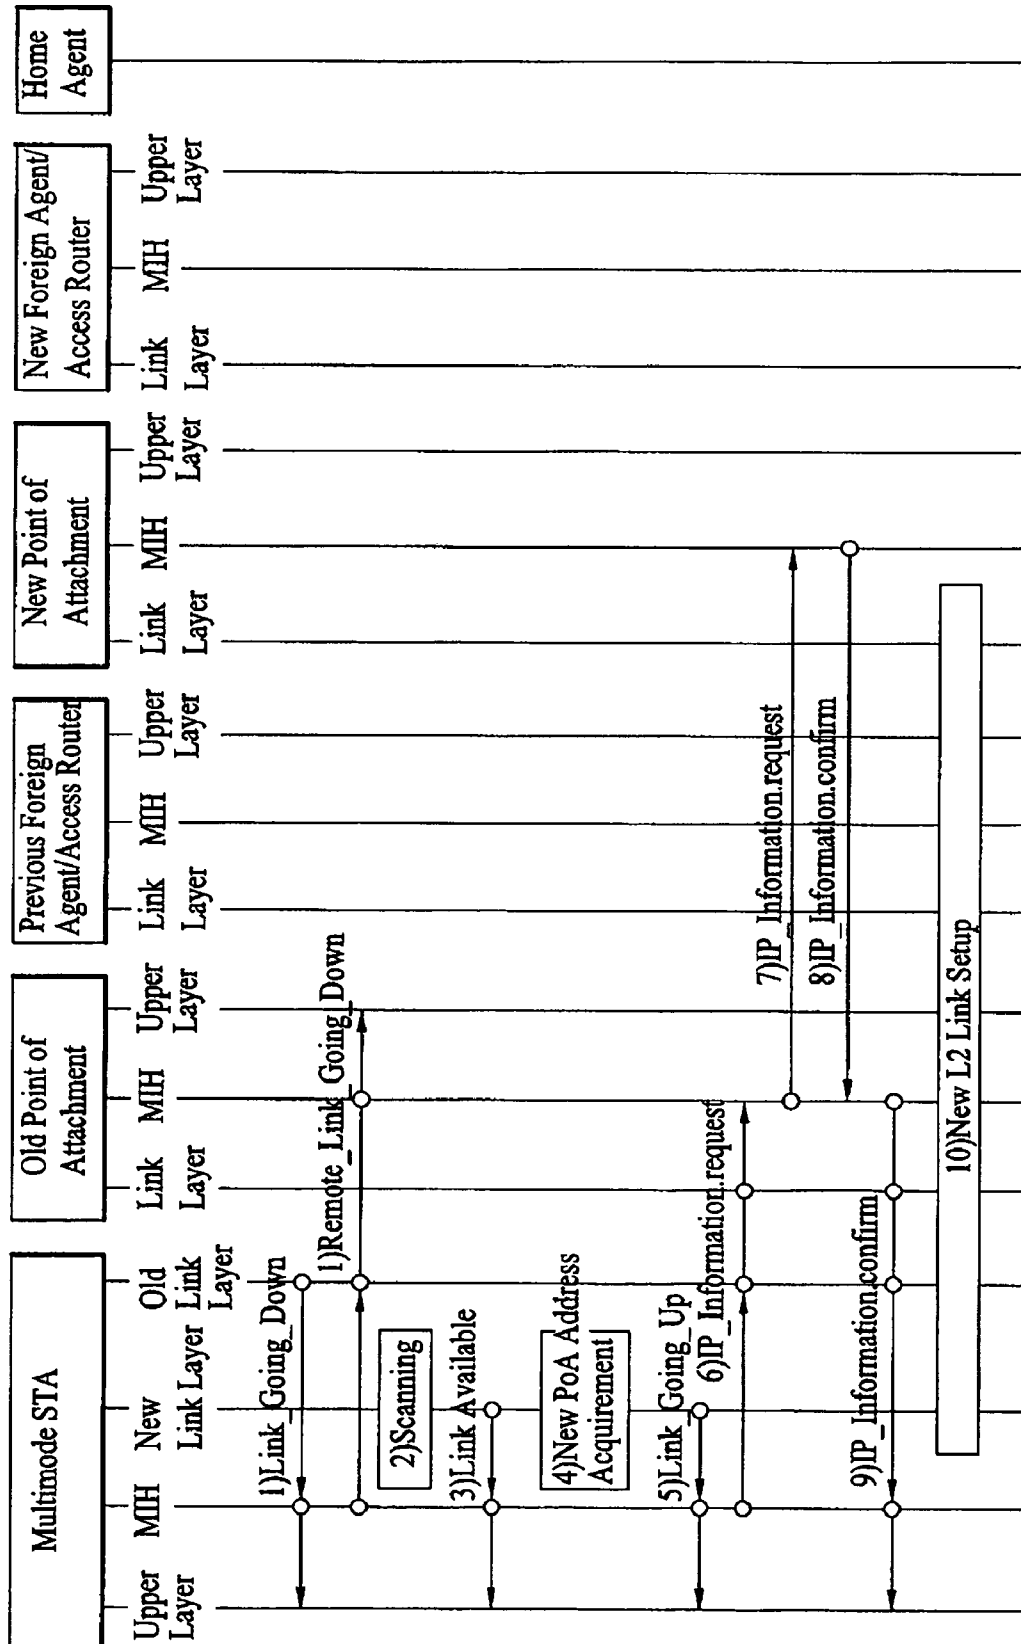 Multimode STA
Old Point of
Attachment
Previous Foreign
Agent/Access Router
New Point of
Attachment
New Foreign Agent/
Access Router
Home
Agent
Upper
Layer
MIH
New
Link Layer
Old
Link
Layer
Link
Layer
MIH
Upper
Layer
Link
Layer
MIH
Upper
Layer
Link
Layer
MIH
Upper
Layer
Link
Layer
MIH
Upper
Layer
1)Link_Going_Down
1)Remote_Link_Going_Down
2)Scanning
3)Link Available
4)New PoA Address
Acquirement
5)Link_Going_Up
6)IP_Information.request
7)IP_Information.request
8)IP_Information.confirm
9)IP_Information.confirm
10)New L2 Link Setup